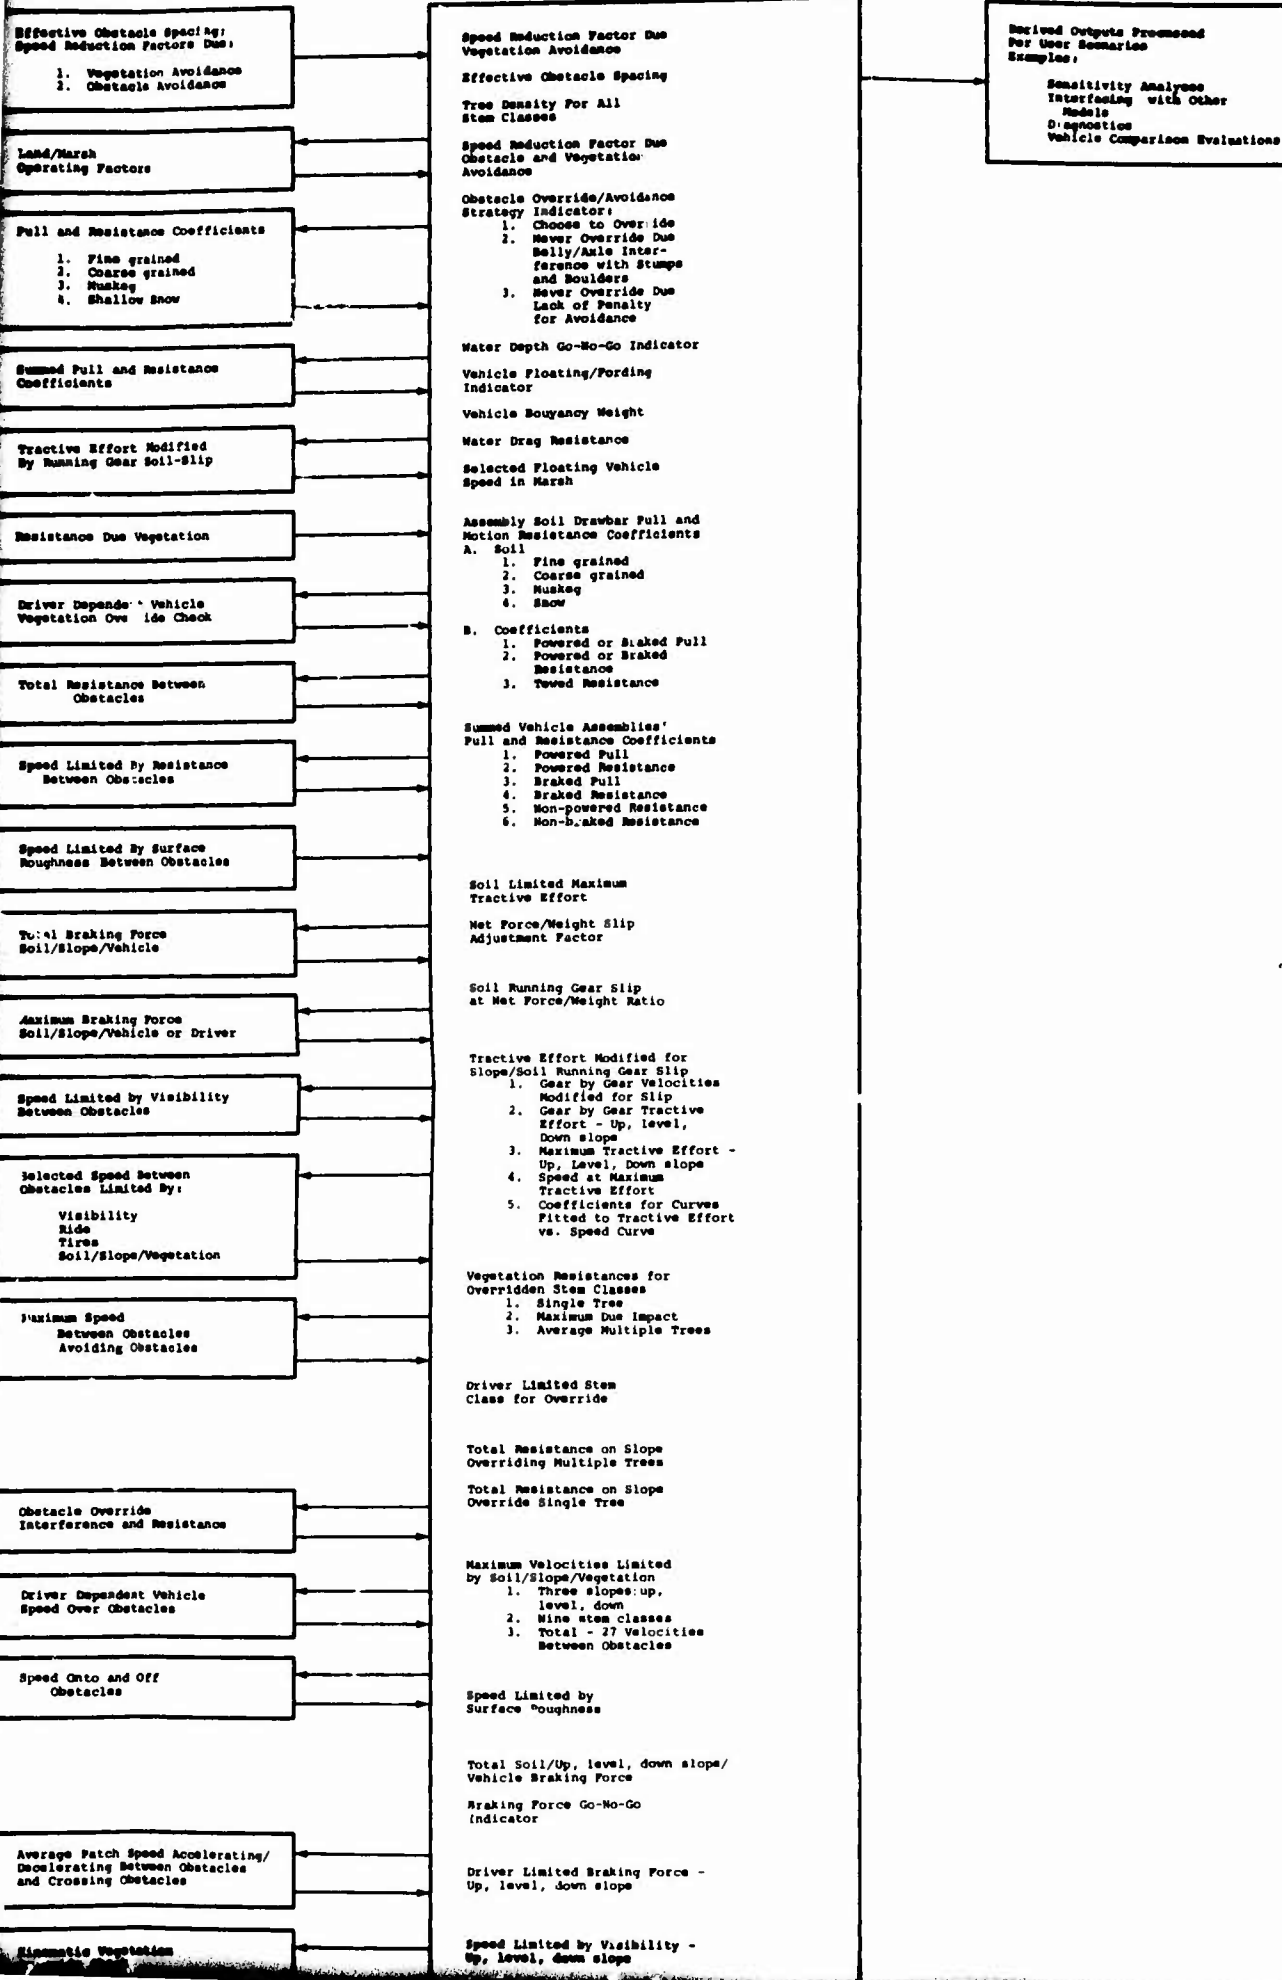 Effective Obstacle Spacing;
Speed Reduction Factors Due:
1. Vegetation Avoidance
2. Obstacle Avoidance
Land/Marsh
Operating Factors
Pull and Resistance Coefficients
1. Fine grained
2. Coarse grained
3. Muskeg
4. Shallow Snow
Summed Pull and Resistance
Coefficients
Tractive Effort Modified
By Running Gear Soil-Slip
Resistance Due Vegetation
Driver Vehicle
Vegetation Check
Total Resistance Between
Obstacles
Speed Limited By Resistance
Between Obstacles
Speed Limited By Surface
Roughness Between Obstacles
Total Braking Force
Soil/Slope/Vehicle
Maximum Braking Force
Soil/Slope/Vehicle or Driver
Speed Limited by Visibility
Between Obstacles
Selected Speed Between
Obstacles Limited By:
Visibility
Ride
Tires
Soil/Slope/Vegetation
Maximum Speed
Between Obstacles
Avoiding Obstacles
Obstacle Override
Interference and Resistance
Driver Dependent Vehicle
Speed Over Obstacles
Speed Onto and Off
Obstacles
Average Patch Speed Accelerating/
Decelerating Between Obstacles
and Crossing Obstacles
Kinematic Vegetation
Speed Reduction Factor Due
Vegetation Avoidance
Effective Obstacle Spacing
Tree Density For All
Stem Classes
Speed Reduction Factor Due
Obstacle and Vegetation
Avoidance
Obstacle Override/Avoidance
Strategy Indicator:
1. Choose to Override
2. Never Override Due
Belly/Axle Inter-
ference with Stumps
and Boulders
3. Never Override Due
Lack of Penalty
for Avoidance
Water Depth Go-No-Go Indicator
Vehicle Floating/Fording
Indicator
Vehicle Bouyancy Weight
Water Drag Resistance
Selected Floating Vehicle
Speed in Marsh
Assembly Soil Drawbar Pull and
Motion Resistance Coefficients
A. Soil
1. Fine grained
2. Coarse grained
3. Muskeg
4. Snow
B. Coefficients
1. Powered or Braked Pull
2. Powered or Braked
Resistance
3. Towed Resistance
Summed Vehicle Assemblies'
Pull and Resistance Coefficients
1. Powered Pull
2. Powered Resistance
3. Braked Pull
4. Braked Resistance
5. Non-powered Resistance
6. Non-braked Resistance
Soil Limited Maximum
Tractive Effort
Net Force/Weight Slip
Adjustment Factor
Soil Running Gear Slip
at Net Force/Weight Ratio
Tractive Effort Modified for
Slope/Soil Running Gear Slip
1. Gear by Gear Velocities
Modified for Slip
2. Gear by Gear Tractive
Effort - Up, level,
Down slope
3. Maximum Tractive Effort -
Up, Level, Down slope
4. Speed at Maximum
Tractive Effort
5. Coefficients for Curves
Fitted to Tractive Effort
vs. Speed Curve
Vegetation Resistances for
Overridden Stem Classes
1. Single Tree
2. Maximum Due Impact
3. Average Multiple Trees
Driver Limited Stem
Class for Override
Total Resistance on Slope
Overriding Multiple Trees
Total Resistance on Slope
Override Single Tree
Maximum Velocities Limited
by Soil/Slope/Vegetation
1. Three slopes:up,
level, down
2. Nine stem classes
3. Total - 27 Velocities
Between Obstacles
Speed Limited by
Surface Roughness
Total Soil/Up, level, down slope/
Vehicle Braking Force
Braking Force Go-No-Go
Indicator
Driver Limited Braking Force -
Up, level, down slope
Speed Limited by Visibility -
Up, level, down slope
Derived Outputs Processed
Per User Scenarios
Examples:
Sensitivity Analyses
Interfacing with Other
Models
Diagnostics
Vehicle Comparison Evaluations